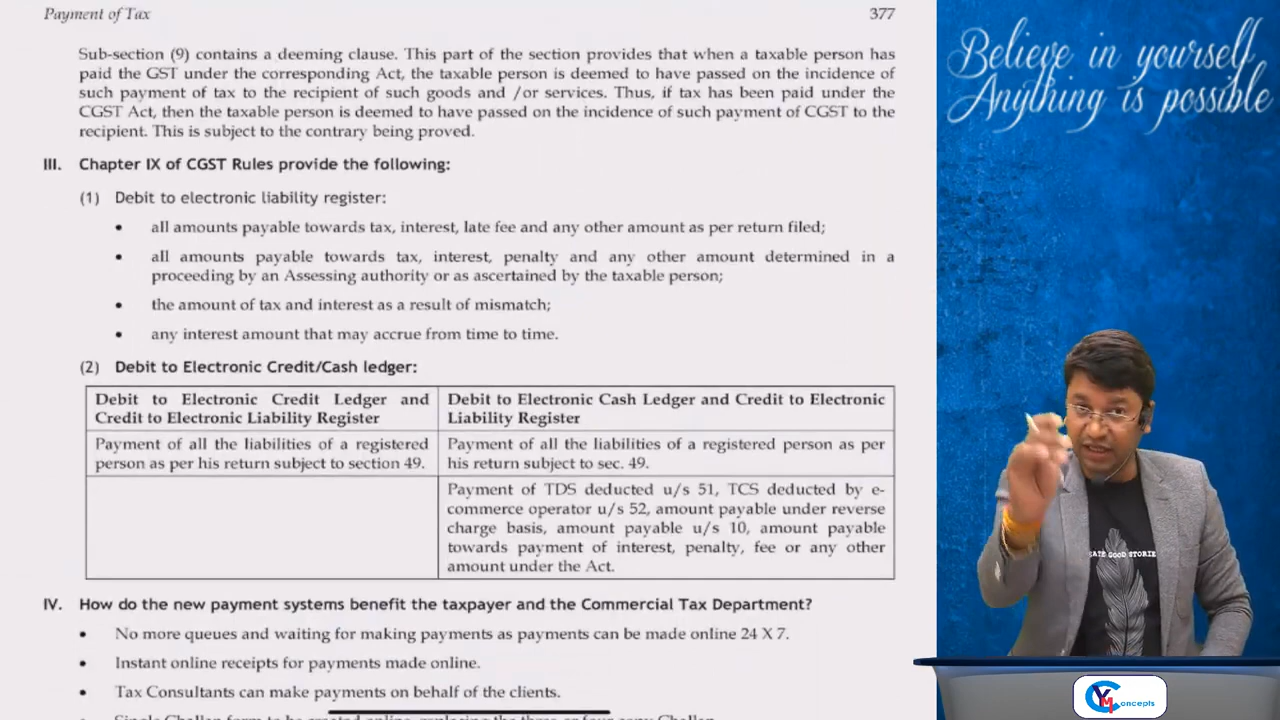 Payment of Tax
377
Sub-section (9) contains a deeming clause. This part of the section provides that when a taxable person has
paid the GST under the corresponding Act, the taxable person is deemed to have passed on the incidence of
such payment of tax to the recipient of such goods and /or services. Thus, if tax has been paid under the
CGST Act, then the taxable person is deemed to have passed on the incidence of such payment of CGST to the
recipient. This is subject to the contrary being proved.
III. Chapter IX of CGST Rules provide the following:
(1) Debit to electronic liability register:
• all amounts payable towards tax, interest, late fee and any other amount as per return filed;
• all amounts payable towards tax, interest, penalty and any other amount determined in a
proceeding by an Assessing authority or as ascertained by the taxable person;
• the amount of tax and interest as a result of mismatch;
• any interest amount that may accrue from time to time.
(2) Debit to Electronic Credit/Cash ledger:
Debit to Electronic Credit Ledger and
Credit to Electronic Liability Register
Debit to Electronic Cash Ledger and Credit to Electronic
Liability Register
Payment of all the liabilities of a registered
person as per his return subject to section 49.
Payment of all the liabilities of a registered person as per
his return subject to sec. 49.
Payment of TDS deducted u/s 51, TCS deducted by e-
commerce operator u/s 52, amount payable under reverse
charge basis, amount payable u/s 10, amount payable
towards payment of interest, penalty, fee or any other
amount under the Act.
IV. How do the new payment systems benefit the taxpayer and the Commercial Tax Department?
• No more queues and waiting for making payments as payments can be made online 24 X 7.
• Instant online receipts for payments made online.
• Tax Consultants can make payments on behalf of the clients.
Believe in yourself
Anything is possible
GOOD STORIE
YM Concepts